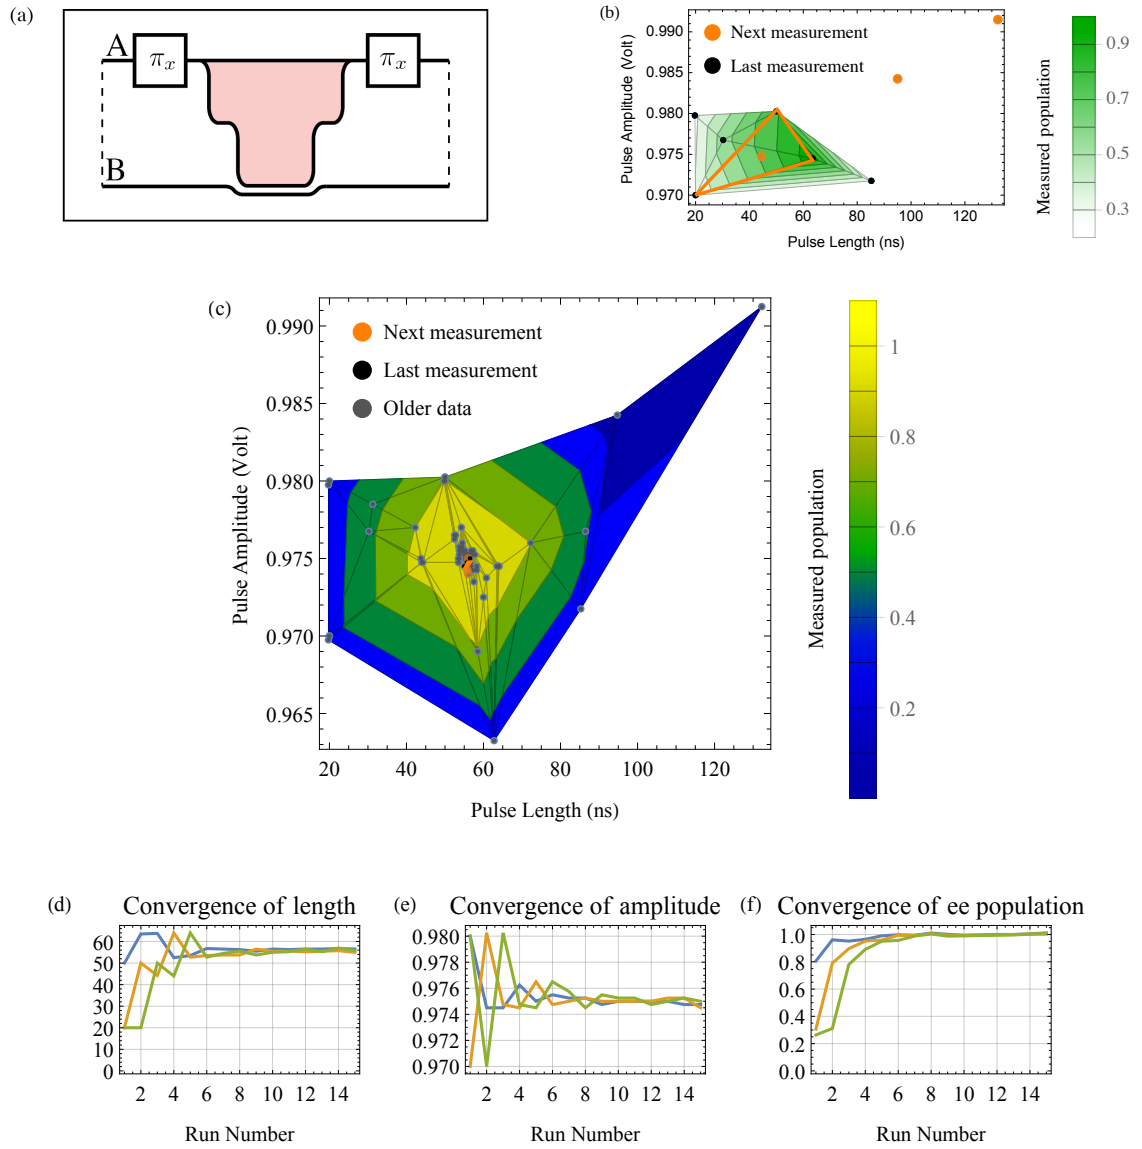 (a)
A
πx
πx
B
(b)
Next measurement
Last measurement
0.990
0.985
0.980
0.975
0.970
Pulse Amplitude (Volt)
20
40
60
80
100
120
Pulse Length (ns)
Measured population
0.9
0.7
0.5
0.3
(c)
Next measurement
Last measurement
Older data
0.990
0.985
0.980
0.975
0.970
0.965
Pulse Amplitude (Volt)
20
40
60
80
100
120
Pulse Length (ns)
Measured population
1
0.8
0.6
0.4
0.2
(d)
Convergence of length
60
50
40
30
20
10
0
2 4 6 8 10 12 14
Run Number
(e)
Convergence of amplitude
0.980
0.978
0.976
0.974
0.972
0.970
2 4 6 8 10 12 14
Run Number
(f)
Convergence of ee population
1.0
0.8
0.6
0.4
0.2
0.0
2 4 6 8 10 12 14
Run Number